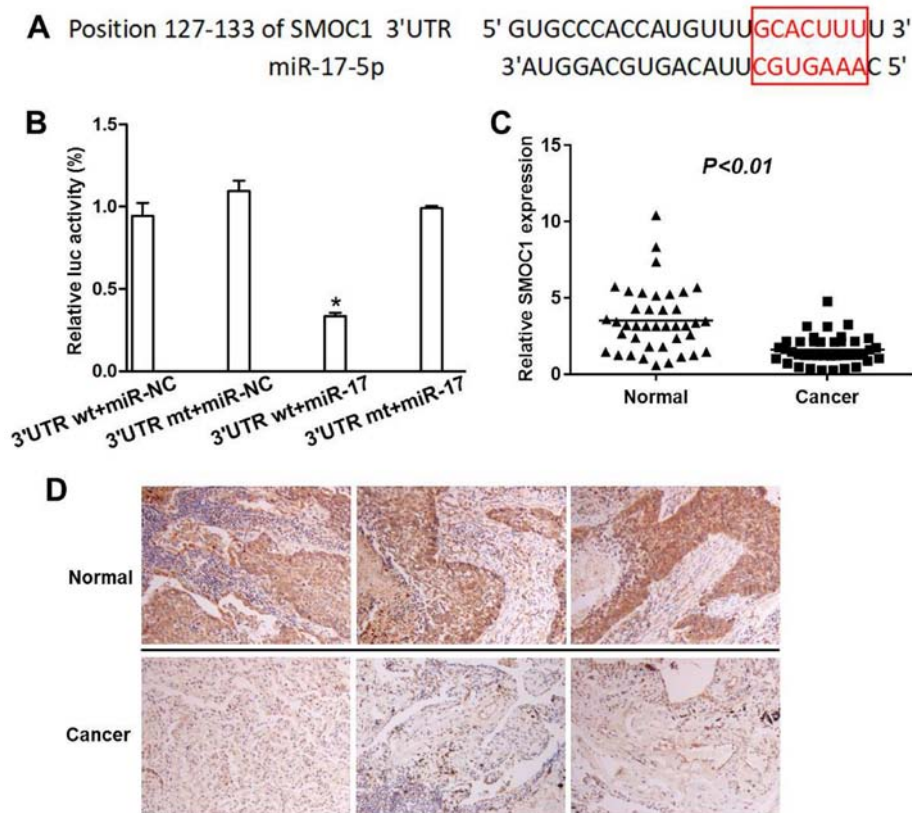 A Position 127-133 of SMOC1 3'UTR 5' GUGCCCACCAUGUUUGCACUUUU 3'
miR-17-5p 3'AUGGACGUGACAUUCGUGAAAC 5'
B
Relative luc activity (%)
1.5
1.0
0.5
0.0
*
3'UTR wt+miR-NC
3'UTR mt+miR-NC
3'UTR wt+miR-17
3'UTR mt+miR-17
C
Relative SMOC1 expression
15
10
5
0
P<0.01
Normal
Cancer
D
Normal
Cancer